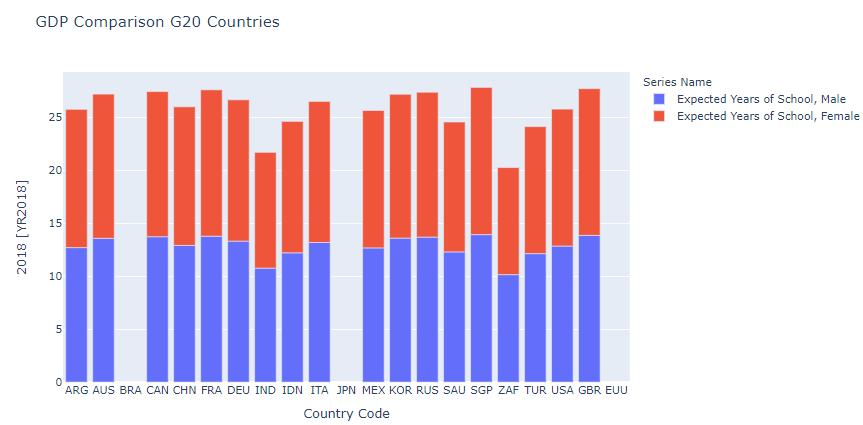 GDP Comparison G20 Countries
Series Name
Expected Years of School, Male
Expected Years of School, Female
2018 [YR2018]
25
20
15
10
5
0
ARG AUS BRA CAN CHN FRA DEU IND IDN ITA JPN MEX KOR RUS SAU SGP ZAF TUR USA GBR EUU
Country Code